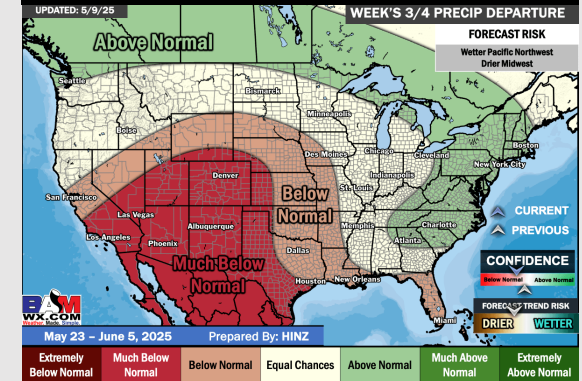 UPDATED: 5/9/25
WEEK'S 3/4 PRECIP DEPARTURE
FORECAST RISK
Wetter Pacific Northwest
Drier Midwest
Above Normal
Seattle
Bismarck
Minneapolis
Boise
Boston
Chicago
Cleveland
Des Moines
New York City
Denver
Indianapolis
St. Louis
San Francisco
Below
Normal
CURRENT
PREVIOUS
Las Vegas
Los Angeles
Albuquerque
Phoenix
Memphis
Charlotte
Atlanta
Dallas
Much Below
Normal
Houston
New Orleans
Miami
CONFIDENCE
Below Normal
Above Normal
FORECAST TREND RISK
DRIER
WETTER
BAM
WX.COM
Weather. Made. Simple.
May 23 – June 5, 2025
Prepared By: HINZ
Extremely
Below Normal
Much Below
Normal
Below Normal
Equal Chances
Above Normal
Much Above
Normal
Extremely
Above Normal